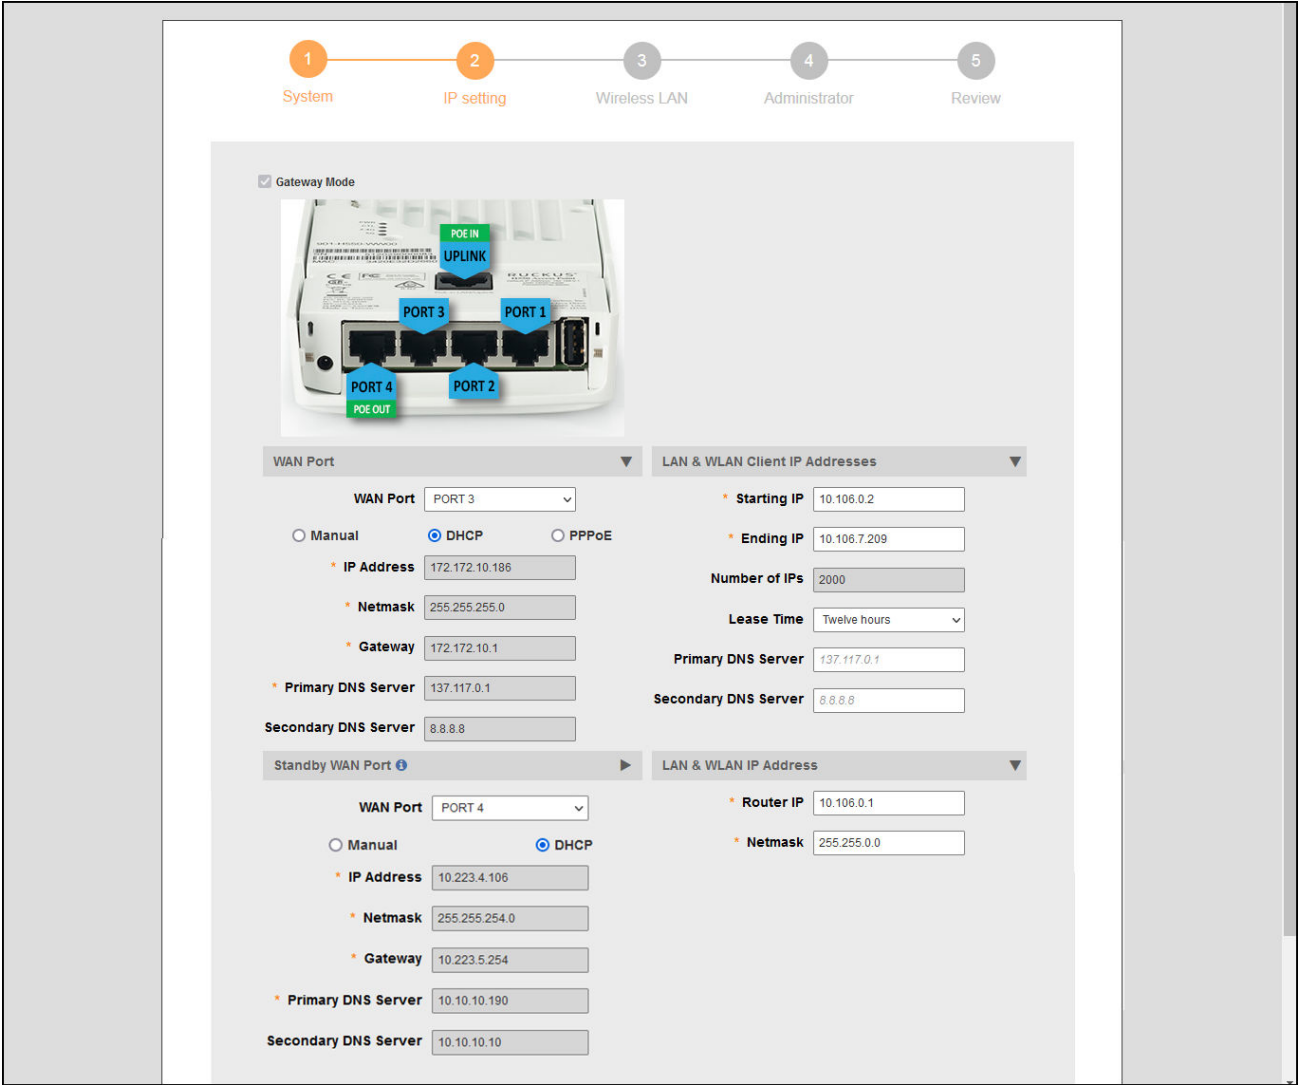 1
2
3
4
5
System
IP setting
Wireless LAN
Administrator
Review
Gateway Mode
POE IN
UPLINK
RUCKUS
PORT 3
PORT 1
PORT 4
POE OUT
PORT 2
WAN Port
WAN Port PORT 3
Manual DHCP PPPoE
* IP Address 172.172.10.186
* Netmask 255.255.255.0
* Gateway 172.172.10.1
* Primary DNS Server 137.117.0.1
Secondary DNS Server 8.8.8.8
LAN & WLAN Client IP Addresses
* Starting IP 10.106.0.2
* Ending IP 10.106.7.209
Number of IPs 2000
Lease Time Twelve hours
Primary DNS Server 137.117.0.1
Secondary DNS Server 8.8.8.8
Standby WAN Port
WAN Port PORT 4
Manual DHCP
* IP Address 10.223.4.106
* Netmask 255.255.254.0
* Gateway 10.223.5.254
* Primary DNS Server 10.10.10.190
Secondary DNS Server 10.10.10.10
LAN & WLAN IP Address
* Router IP 10.106.0.1
* Netmask 255.255.0.0